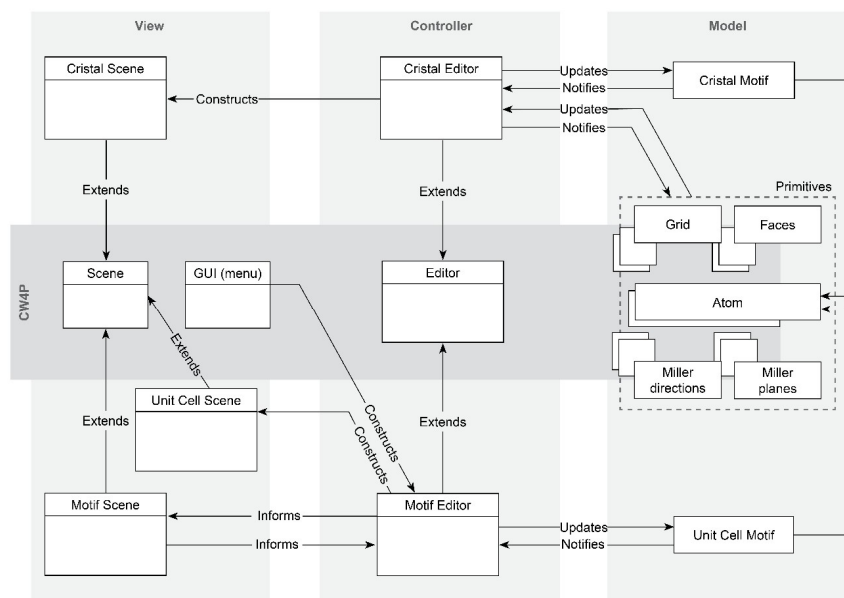 View
Controller
Model
Cristal Scene
Cristal Editor
Cristal Motif
Updates
Notifies
Constructs
Updates
Notifies
Extends
Extends
Primitives
Grid
Faces
CW4P
Scene
GUI (menu)
Editor
Atom
Extends
Miller
directions
Miller
planes
Unit Cell Scene
Extends
Constructs
Constructs
Extends
Motif Scene
Motif Editor
Informs
Informs
Updates
Notifies
Unit Cell Motif